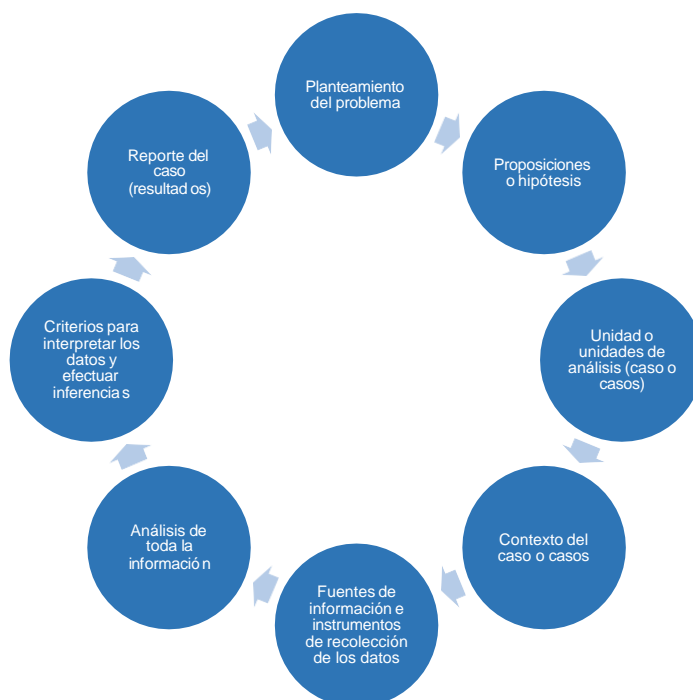 Planteamiento
del problema
Proposiciones
o hipótesis
Unidad o
unidades de
análisis (caso o
casos)
Contexto del
caso o casos
Fuentes de
información e
instrumentos
de recolección
de los datos
Análisis de
toda la
información
Criterios para
interpretar los
datos y
efectuar
inferencias
Reporte del
caso
(resultad os)